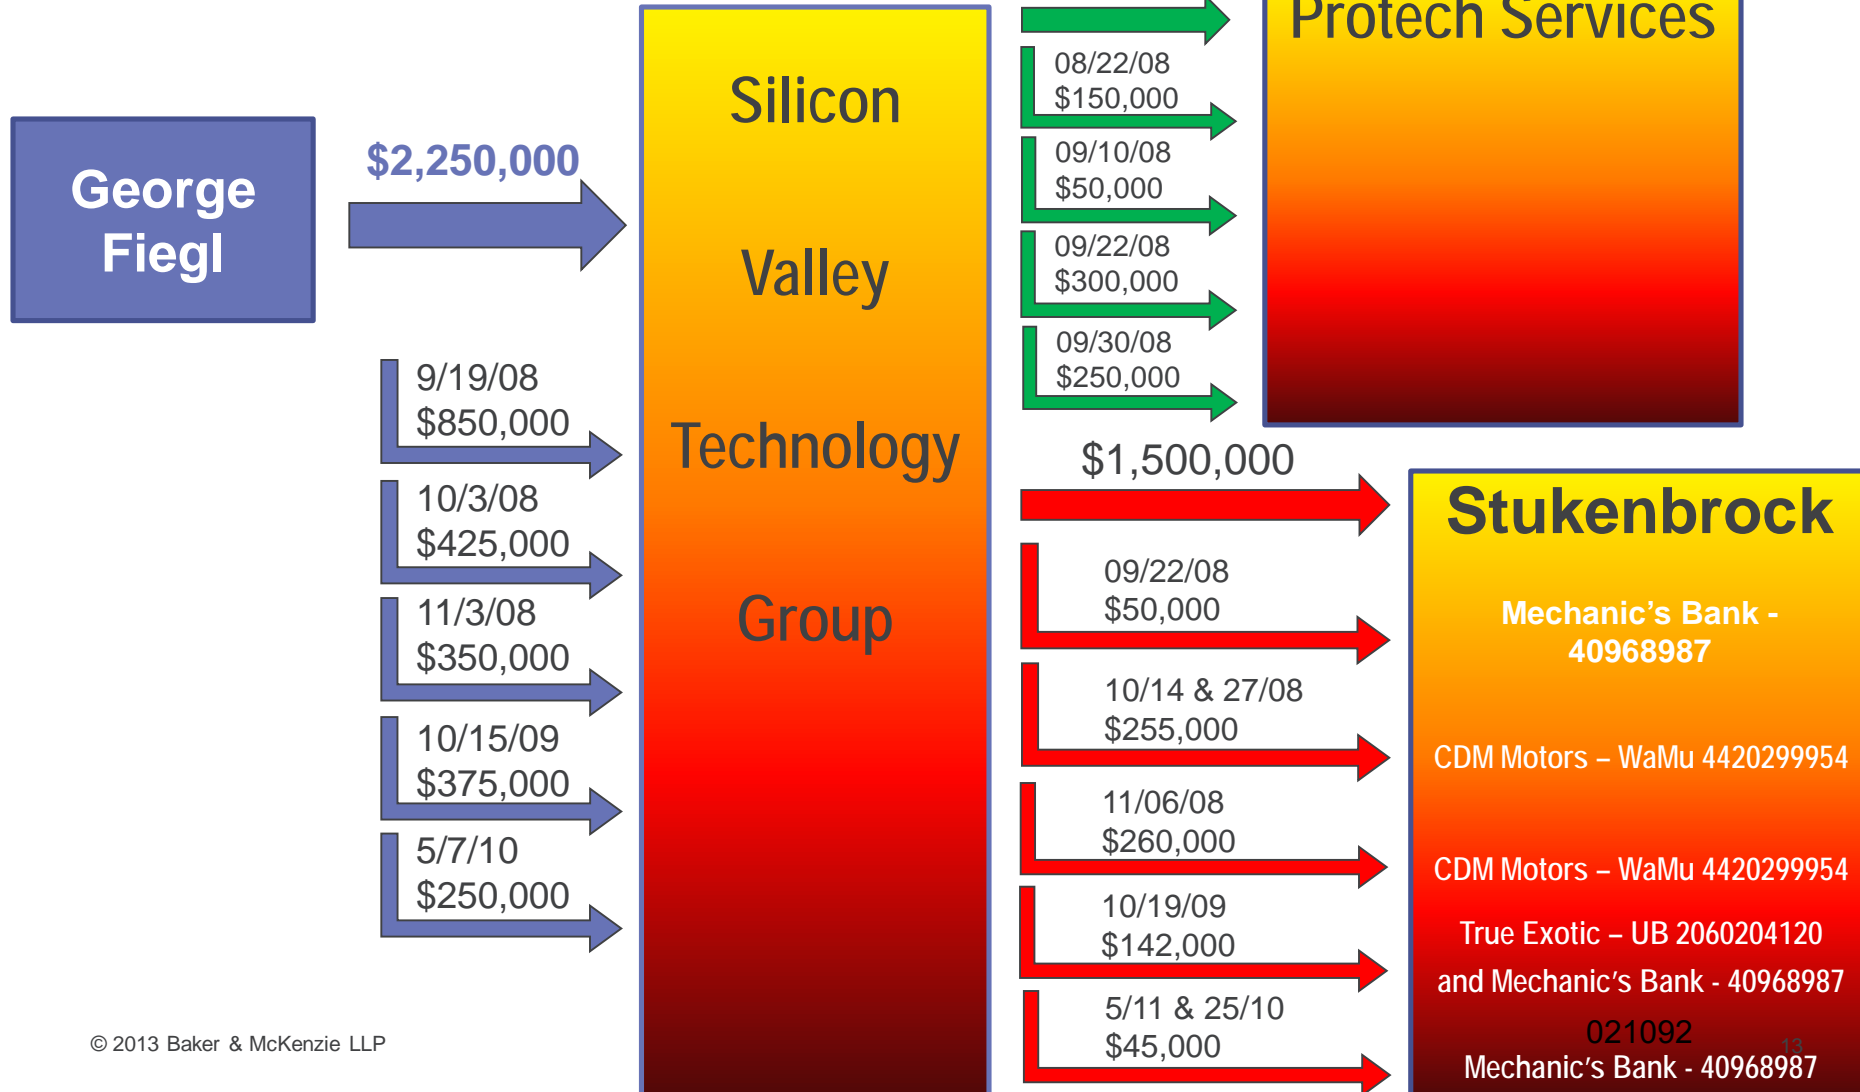 George
Fiegl
$2,250,000
9/19/08
$850,000
10/3/08
$425,000
11/3/08
$350,000
10/15/09
$375,000
5/7/10
$250,000
Silicon
Valley
Technology
Group
08/22/08
$150,000
09/10/08
$50,000
09/22/08
$300,000
09/30/08
$250,000
Protech Services
$1,500,000
09/22/08
$50,000
10/14 & 27/08
$255,000
11/06/08
$260,000
10/19/09
$142,000
5/11 & 25/10
$45,000
Stukenbrock
Mechanic's Bank -
40968987
CDM Motors – WaMu 4420299954
CDM Motors – WaMu 4420299954
True Exotic – UB 2060204120
and Mechanic's Bank - 40968987
021092
Mechanic's Bank - 40968987
© 2013 Baker & McKenzie LLP
13